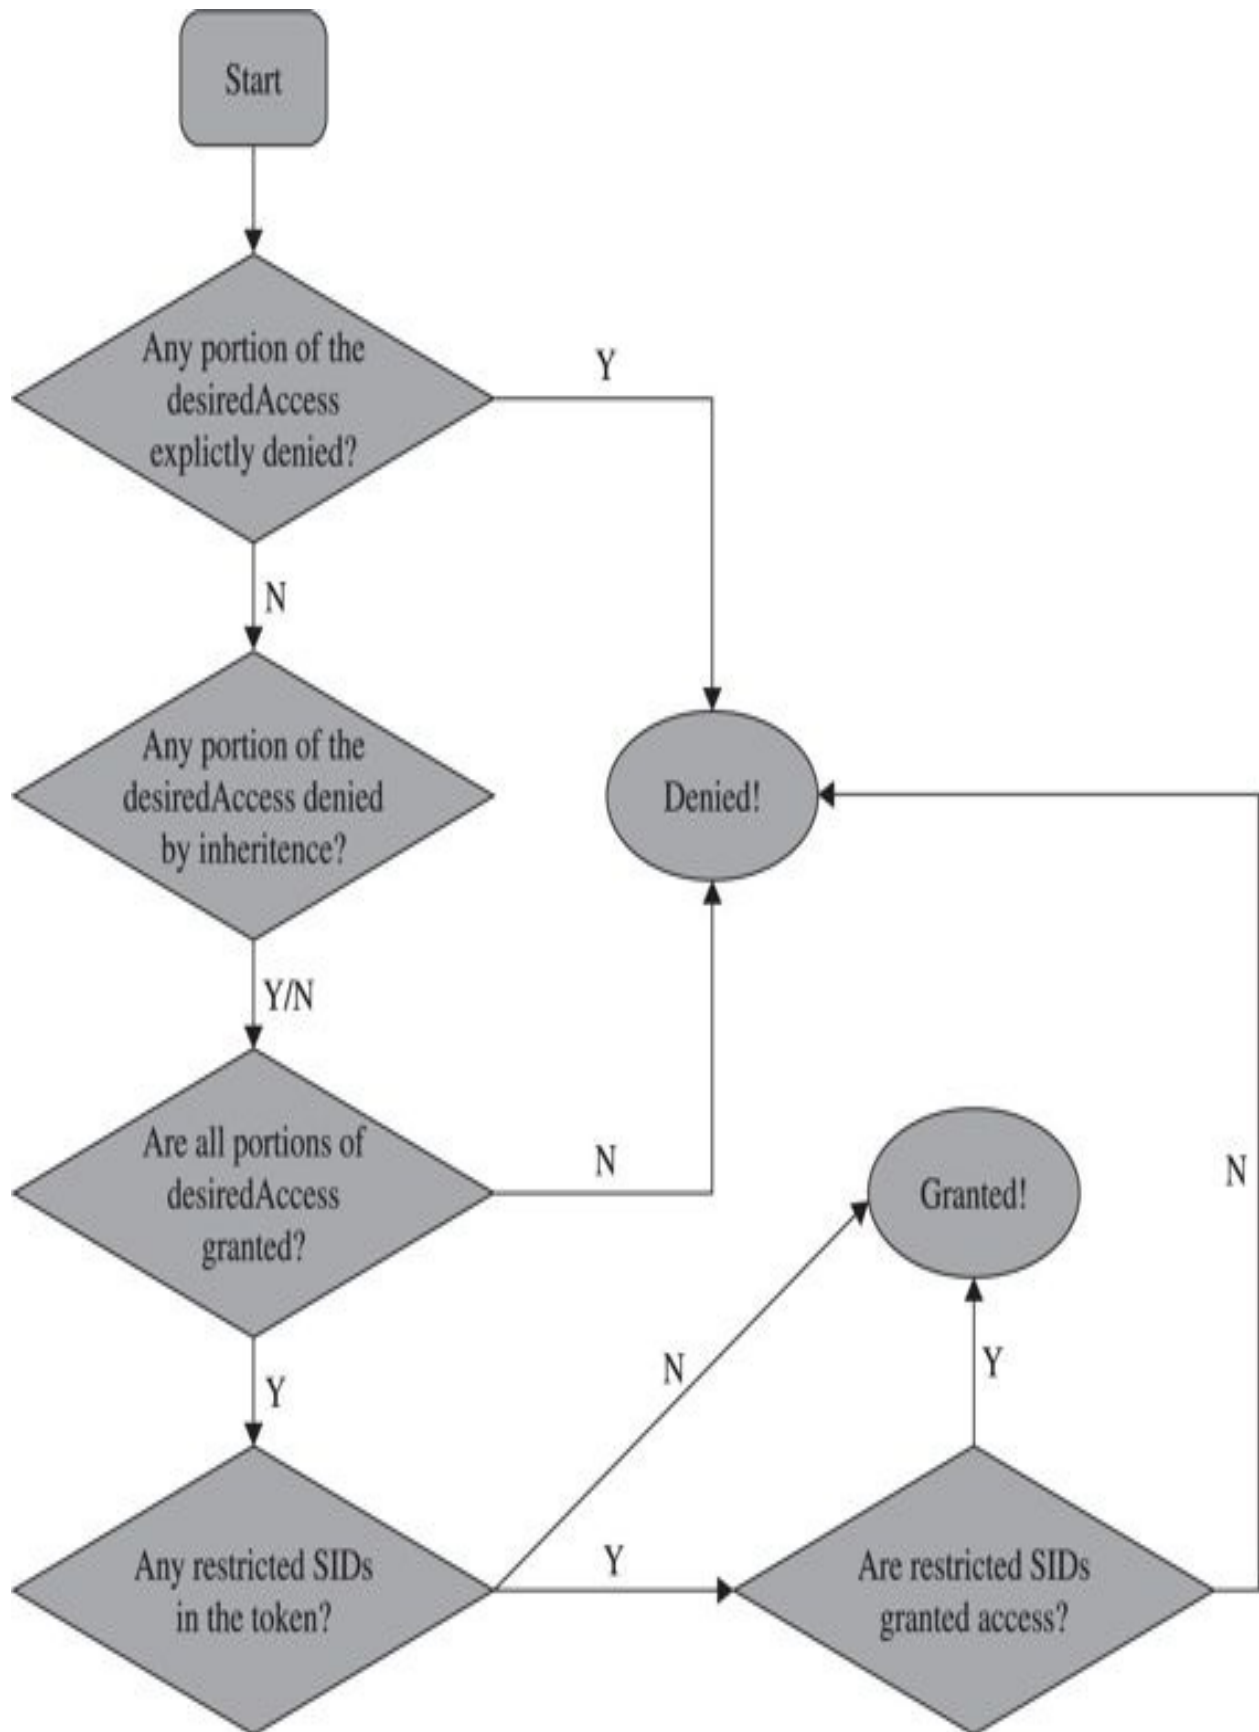 Start
Any portion of the
desiredAccess
explictly denied?
Y
N
Any portion of the
desiredAccess denied
by inheritence?
Denied!
Y/N
Are all portions of
desiredAccess
granted?
N
Granted!
N
Y
N
Y
Any restricted SIDs
in the token?
Y
Are restricted SIDs
granted access?